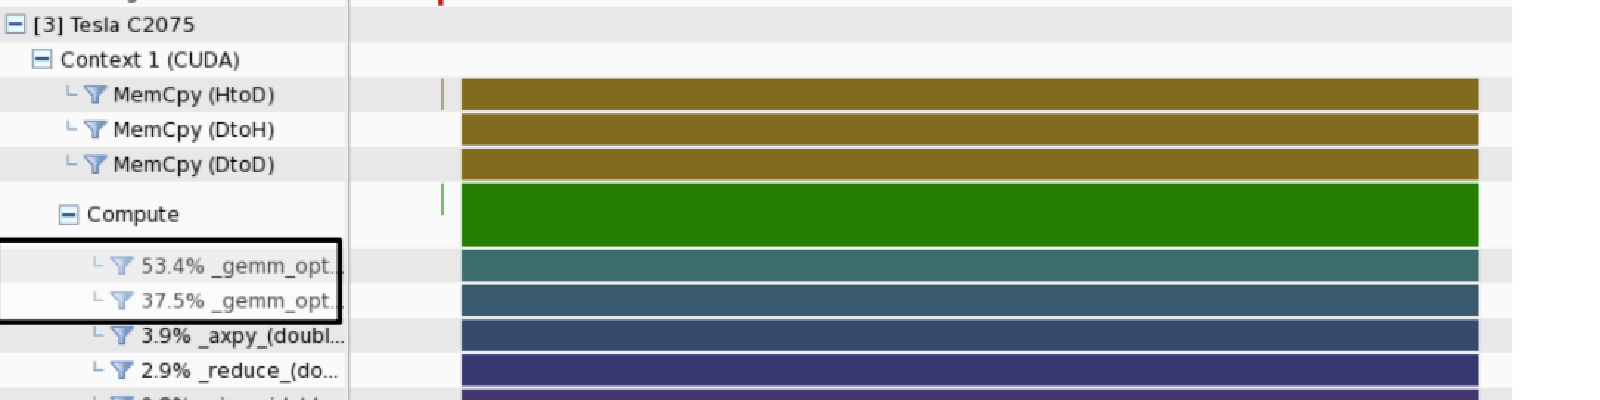 [3] Tesla C2075
Context 1 (CUDA)
MemCpy (HtoD)
MemCpy (DtoH)
MemCpy (DtoD)
Compute
53.4% _gemm_opt...
37.5% _gemm_opt...
3.9% _axpy_(doubl...
2.9% _reduce_(do...